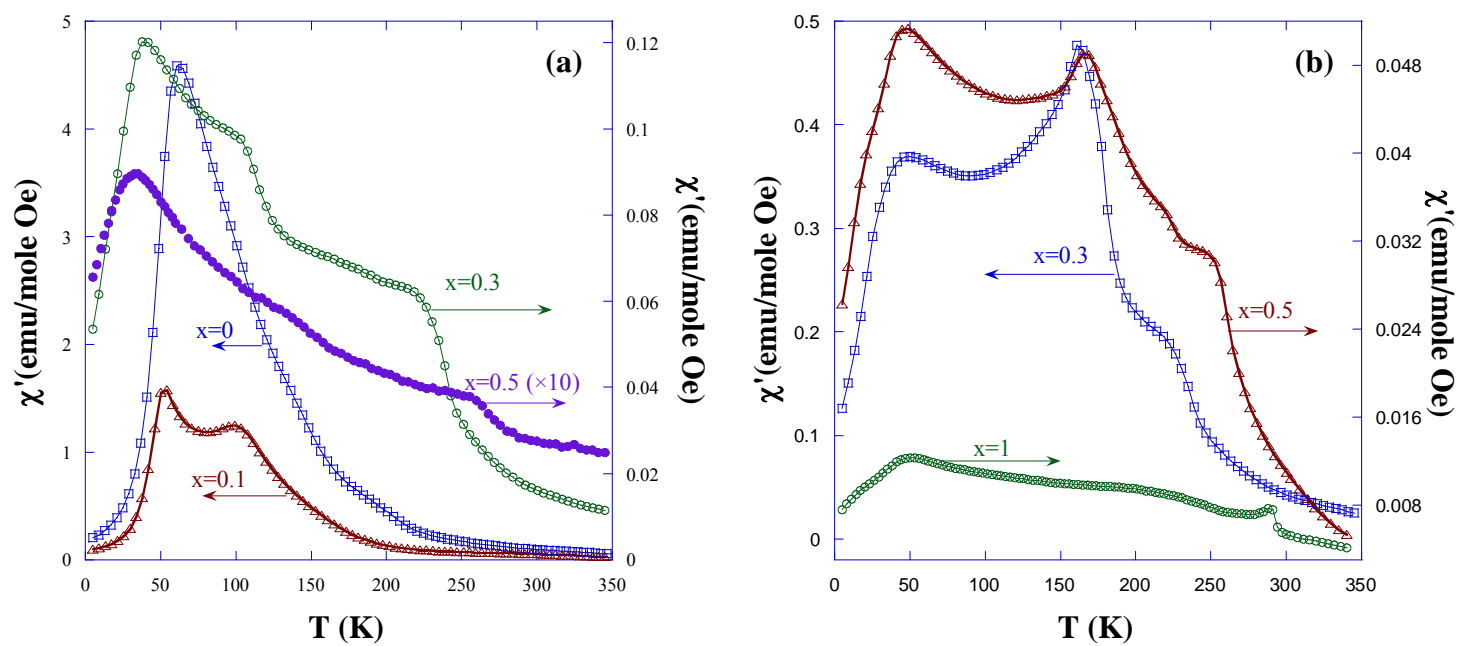 (a)
χ'(emu/mole Oe)
5
4
3
2
1
0
0.12
0.1
0.08
0.06
0.04
0.02
0
χ'(emu/mole Oe)
x=0.3
x=0
x=0.5 (×10)
x=0.1
0 50 100 150 200 250 300 350
T (K)
(b)
χ'(emu/mole Oe)
0.5
0.4
0.3
0.2
0.1
0
0.048
0.04
0.032
0.024
0.016
0.008
χ'(emu/mole Oe)
x=0.3
x=0.5
x=1
0 50 100 150 200 250 300 350
T (K)